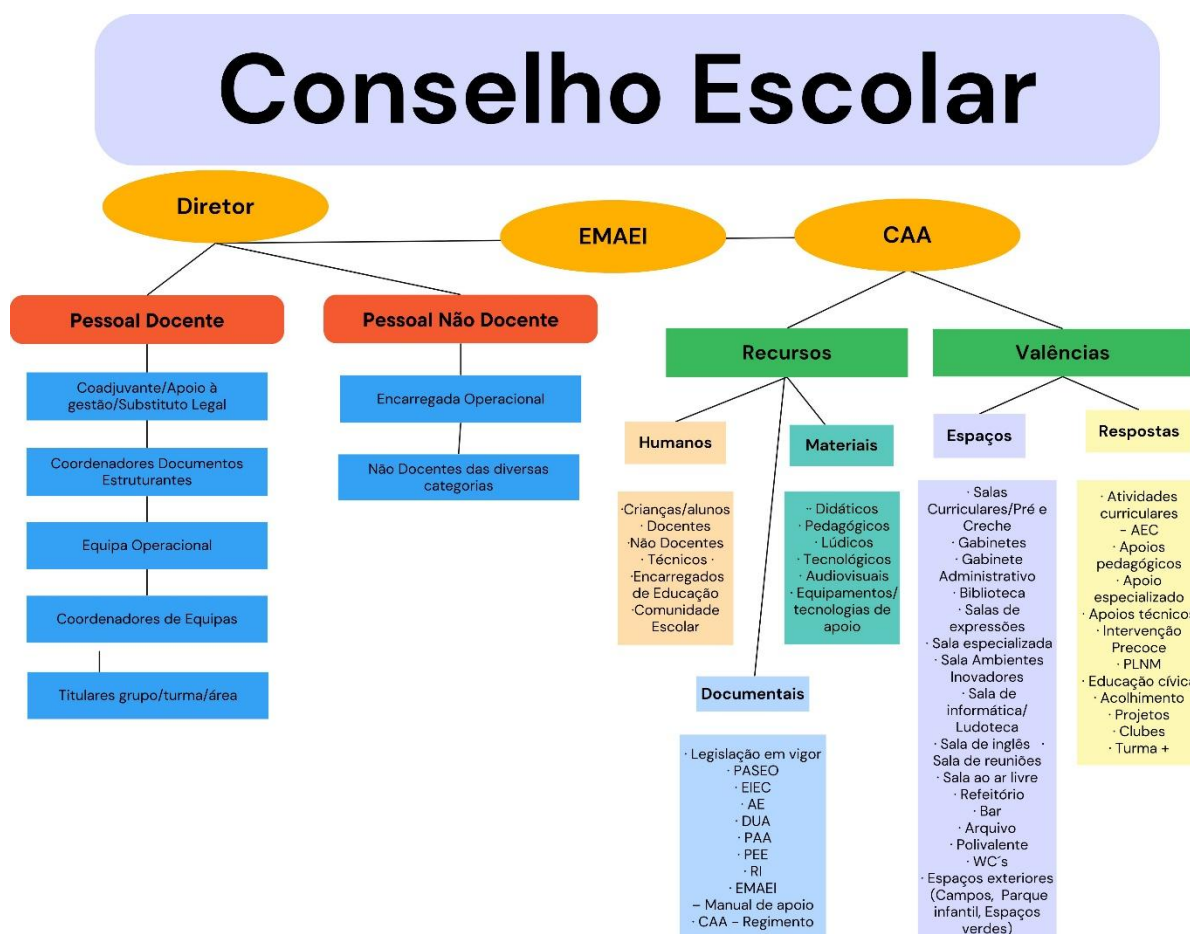 Conselho Escolar
Diretor
EMAEI
CAA
Pessoal Docente
Pessoal Não Docente
Coadjuvante/Apoio à
gestão/Substituto Legal
Coordenadores Documentos
Estruturantes
Equipa Operacional
Coordenadores de Equipas
Titulares grupo/turma/área
Encarregada Operacional
Não Docentes das diversas
categorias
Recursos
Valências
Humanos
·Crianças/alunos
· Docentes
·Não Docentes
· Técnicos ·
·Encarregados
de Educação
·Comunidade
Escolar
Materiais
·· Didáticos
· Pedagógicos
· Lúdicos
· Tecnológicos
· Audiovisuais
· Equipamentos/
tecnologias de
apoio
Documentais
· Legislação em vigor
· PASEO
· EIEC
· AE
· DUA
· PAA
· PEE
· RI
· EMAEI
– Manual de apoio
· CAA - Regimento
Espaços
· Salas
Curriculares/Pré e
Creche
· Gabinetes
· Gabinete
Administrativo
· Biblioteca
· Salas de
expressões
· Sala especializada
· Sala Ambientes
Inovadores
· Sala de
informática/
Ludoteca
· Sala de inglês ·
Sala de reuniões
· Sala ao ar livre
· Refeitório
· Bar
· Arquivo
· Polivalente
· WC´s
· Espaços exteriores
(Campos, Parque
infantil, Espaços
verdes)
Respostas
· Atividades
curriculares
- AEC
· Apoios
pedagógicos
· Apoio
especializado
· Apoios técnicos
· Intervenção
Precoce
· PLNM
· Educação cívica
· Acolhimento
· Projetos
· Clubes
· Turma +